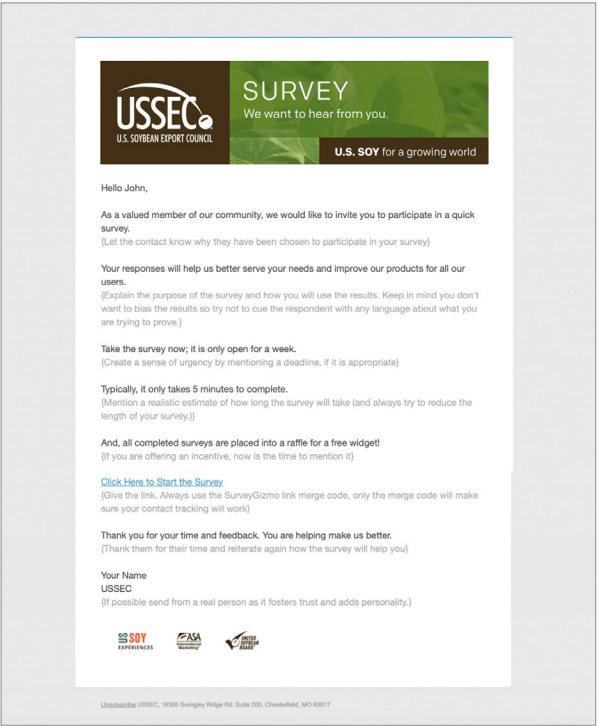 USSEC
U.S. SOYBEAN EXPORT COUNCIL
SURVEY
We want to hear from you.
U.S. SOY for a growing world
Hello John,
As a valued member of our community, we would like to invite you to participate in a quick
survey.
{Let the contact know why they have been chosen to participate in your survey}
Your responses will help us better serve your needs and improve our products for all our
users.
{Explain the purpose of the survey and how you will use the results. Keep in mind you don't
want to bias the results so try not to cue the respondent with any language about what you
are trying to prove.}
Take the survey now; it is only open for a week.
{Create a sense of urgency by mentioning a deadline, if it is appropriate}
Typically, it only takes 5 minutes to complete.
{Mention a realistic estimate of how long the survey will take (and always try to reduce the
length of your survey.)}
And, all completed surveys are placed into a raffle for a free widget!
{If you are offering an incentive, now is the time to mention it}
Click Here to Start the Survey
{Give the link. Always use the SurveyGizmo link merge code, only the merge code will make
sure your contact tracking will work}
Thank you for your time and feedback. You are helping make us better.
{Thank them for their time and reiterate again how the survey will help you}
Your Name
USSEC
{If possible send from a real person as it fosters trust and adds personality.}
US SOY
EXPERIENCES
ASA
International
Marketing
UNITED
SOYBEAN
BOARD
Unsubscribe USSEC, 16305 Swingley Ridge Rd. Suite 200, Chesterfield, MO 63017